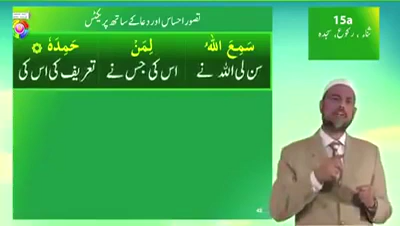 تصور احساس اور دعا کے ساتھ پریکٹس
15a
ثناء ، رکوع، سجدہ
سَمِعَ اللّٰهُ لِمَنْ حَمِدَهٗ
سن لی اللہ نے اس کی جس نے تعریف کی اس کی